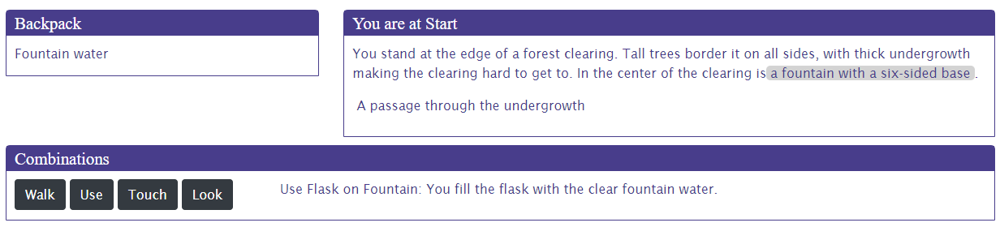 Backpack
Fountain water
You are at Start
You stand at the edge of a forest clearing. Tall trees border it on all sides, with thick undergrowth
making the clearing hard to get to. In the center of the clearing is a fountain with a six-sided base .
A passage through the undergrowth
Combinations
Walk Use Touch Look
Use Flask on Fountain: You fill the flask with the clear fountain water.